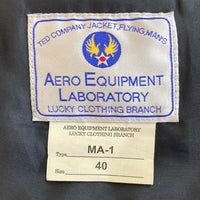 TED COMPANY JACKET, FLYING, MAN'S
AERO EQUIPMENT
LABORATORY
LUCKY CLOTHING BRANCH
AERO EQUIPMENT LABORATORY
LUCKY CLOTHING BRANCH
Type. MA-1
Size 40